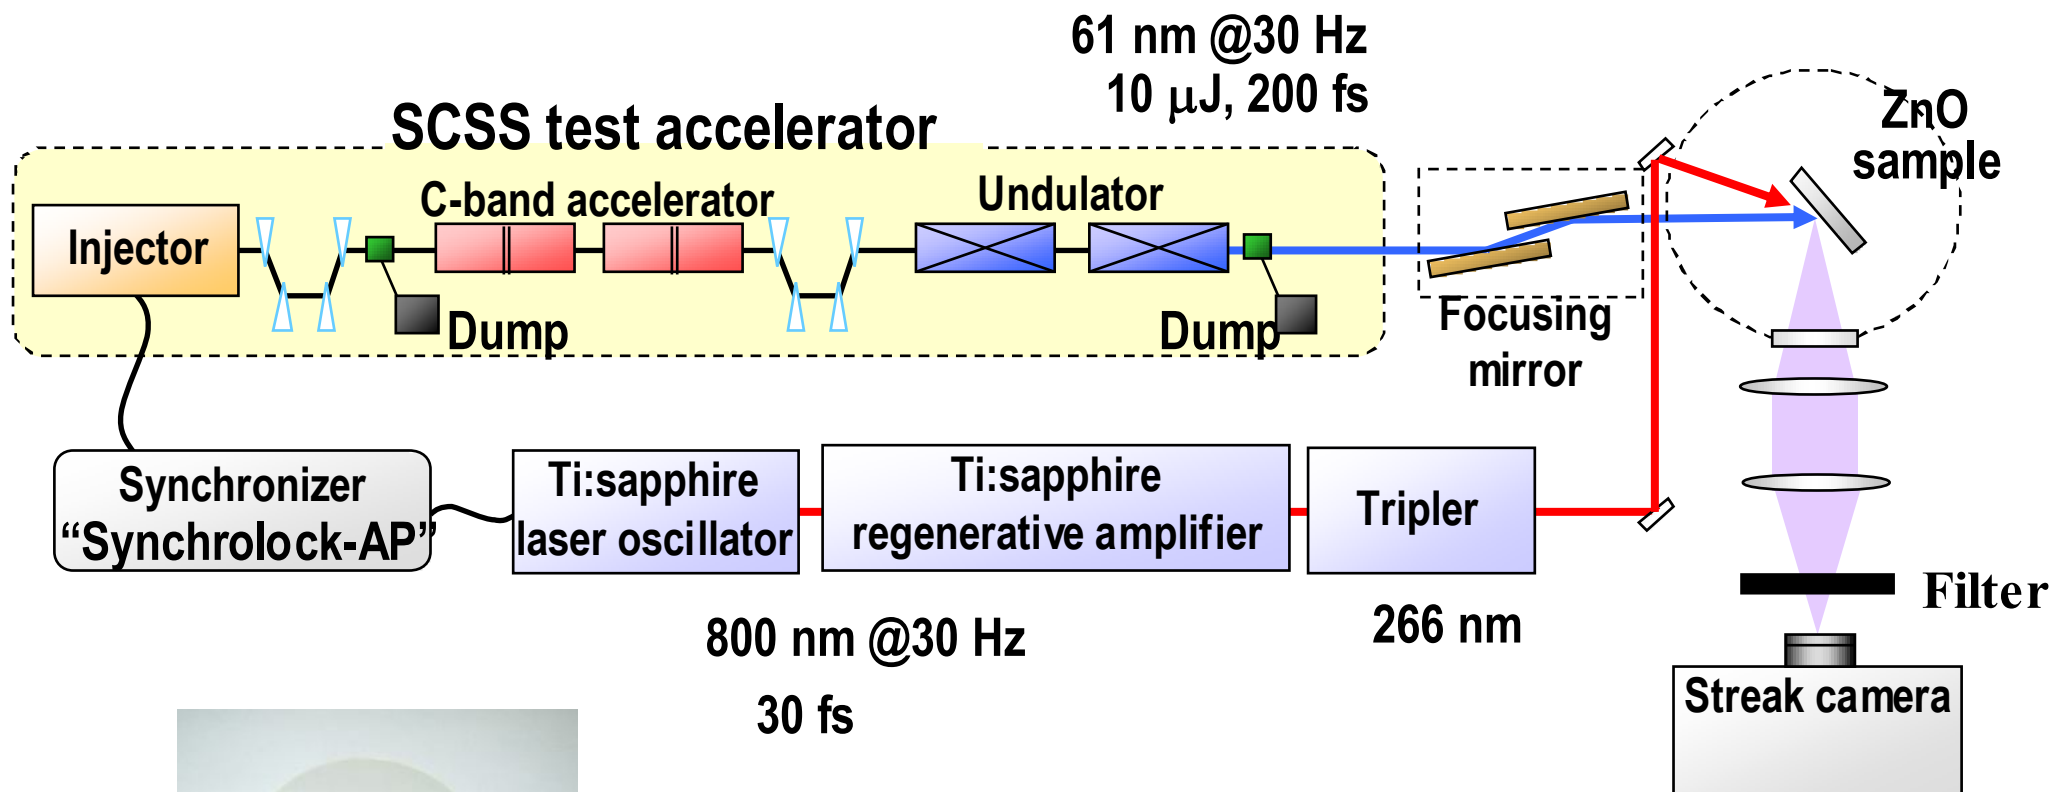 61 nm @30 Hz
10 μJ, 200 fs
SCSS test accelerator
ZnO
sample
C-band accelerator
Undulator
Injector
Dump
Dump
Focusing
mirror
Synchronizer
“Synchrolock-AP”
Ti:sapphire
laser oscillator
Ti:sapphire
regenerative amplifier
Tripler
Filter
800 nm @30 Hz
30 fs
266 nm
Streak camera